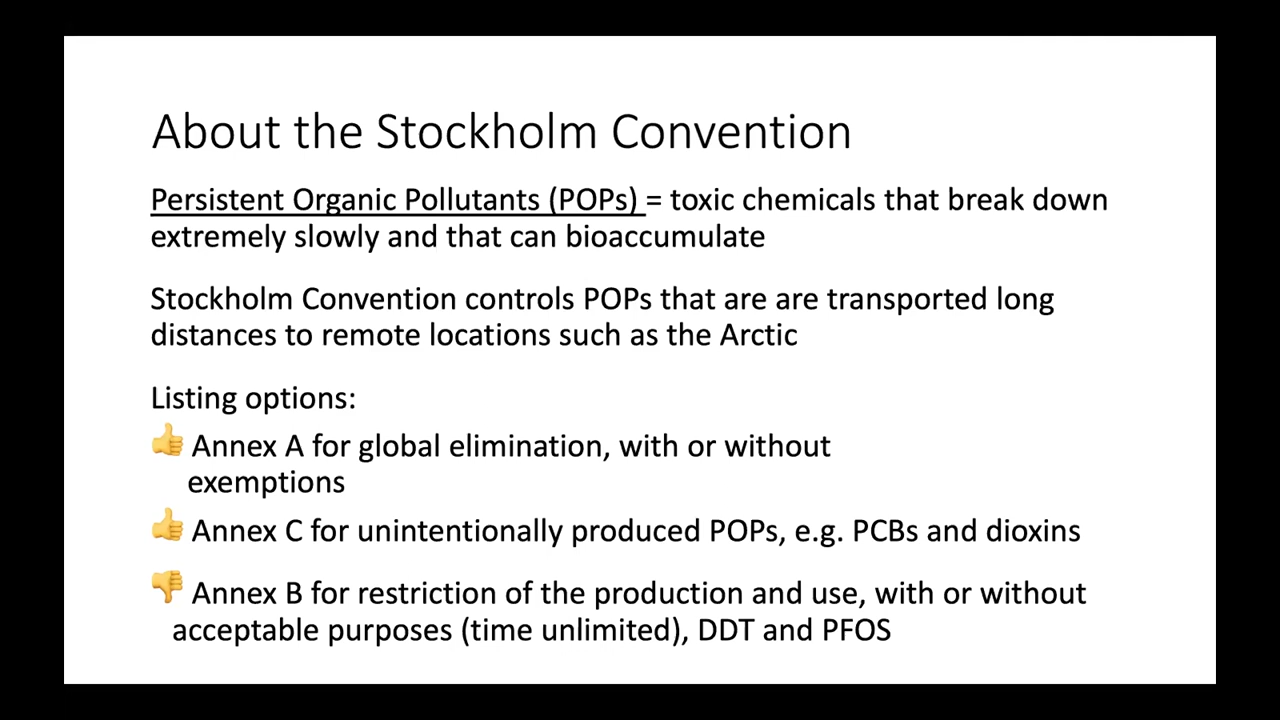 About the Stockholm Convention
Persistent Organic Pollutants (POPs) = toxic chemicals that break down
extremely slowly and that can bioaccumulate
Stockholm Convention controls POPs that are are transported long
distances to remote locations such as the Arctic
Listing options:
👍 Annex A for global elimination, with or without
exemptions
👍 Annex C for unintentionally produced POPs, e.g. PCBs and dioxins
👎 Annex B for restriction of the production and use, with or without
acceptable purposes (time unlimited), DDT and PFOS